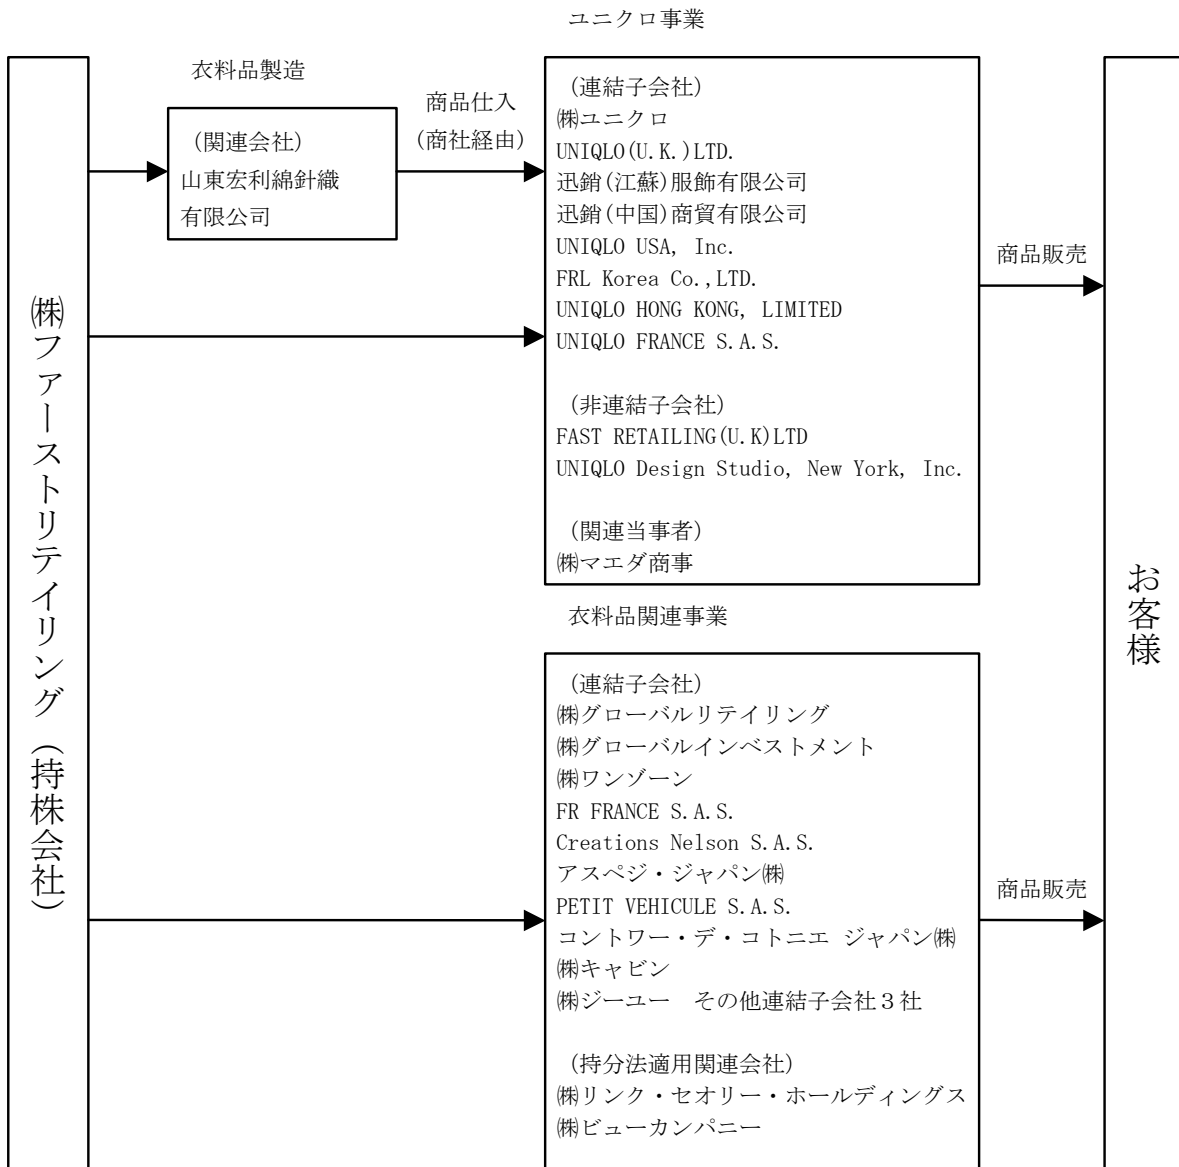 ユニクロ事業
衣料品製造
(関連会社)
山東宏利綿針織
有限公司
商品仕入
(商社経由)
(連結子会社)
㈱ユニクロ
UNIQLO(U.K.)LTD.
迅銷(江蘇)服飾有限公司
迅銷(中国)商貿有限公司
UNIQLO USA, Inc.
FRL Korea Co.,LTD.
UNIQLO HONG KONG, LIMITED
UNIQLO FRANCE S.A.S.
(非連結子会社)
FAST RETAILING(U.K)LTD
UNIQLO Design Studio, New York, Inc.
(関連当事者)
㈱マエダ商事
商品販売
㈱ファーストリテイリング(持株会社)
お客様
衣料品関連事業
(連結子会社)
㈱グローバルリテイリング
㈱グローバルインベストメント
㈱ワンゾーン
FR FRANCE S.A.S.
Creations Nelson S.A.S.
アスペジ・ジャパン㈱
PETIT VEHICULE S.A.S.
コントワー・デ・コトニエ ジャパン㈱
㈱キャビン
㈱ジーユー　その他連結子会社３社
(持分法適用関連会社)
㈱リンク・セオリー・ホールディングス
㈱ビューカンパニー
商品販売